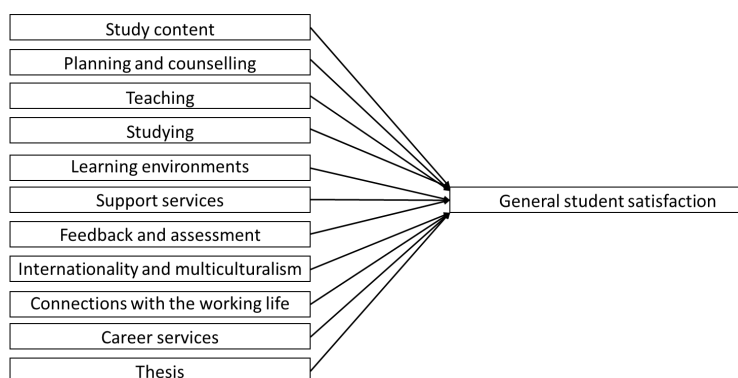 Study content
Planning and counselling
Teaching
Studying
Learning environments
Support services
General student satisfaction
Feedback and assessment
Internationality and multiculturalism
Connections with the working life
Career services
Thesis